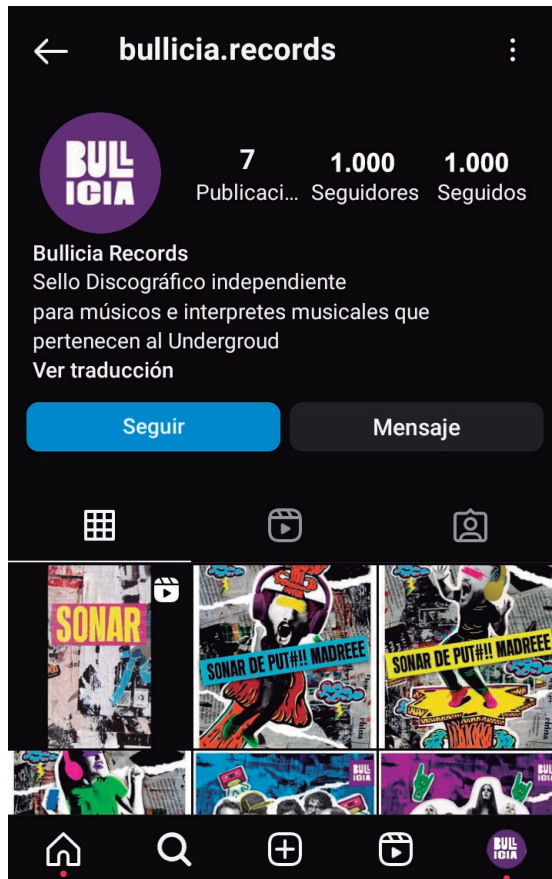 bullicia.records
BULL
ICIA
7
1.000
1.000
Publicaci...
Seguidores
Seguidos
Bullicia Records
Sello Discográfico independiente
para músicos e interpretes musicales que
pertenecen al Undergroud
Ver traducción
Seguir
Mensaje
SONAR
SONAR DE PUT#!! MADREEE
SONAR DE PUT#!! MADREEE
BULL
ICIA
BULL
ICIA
BULL
ICIA